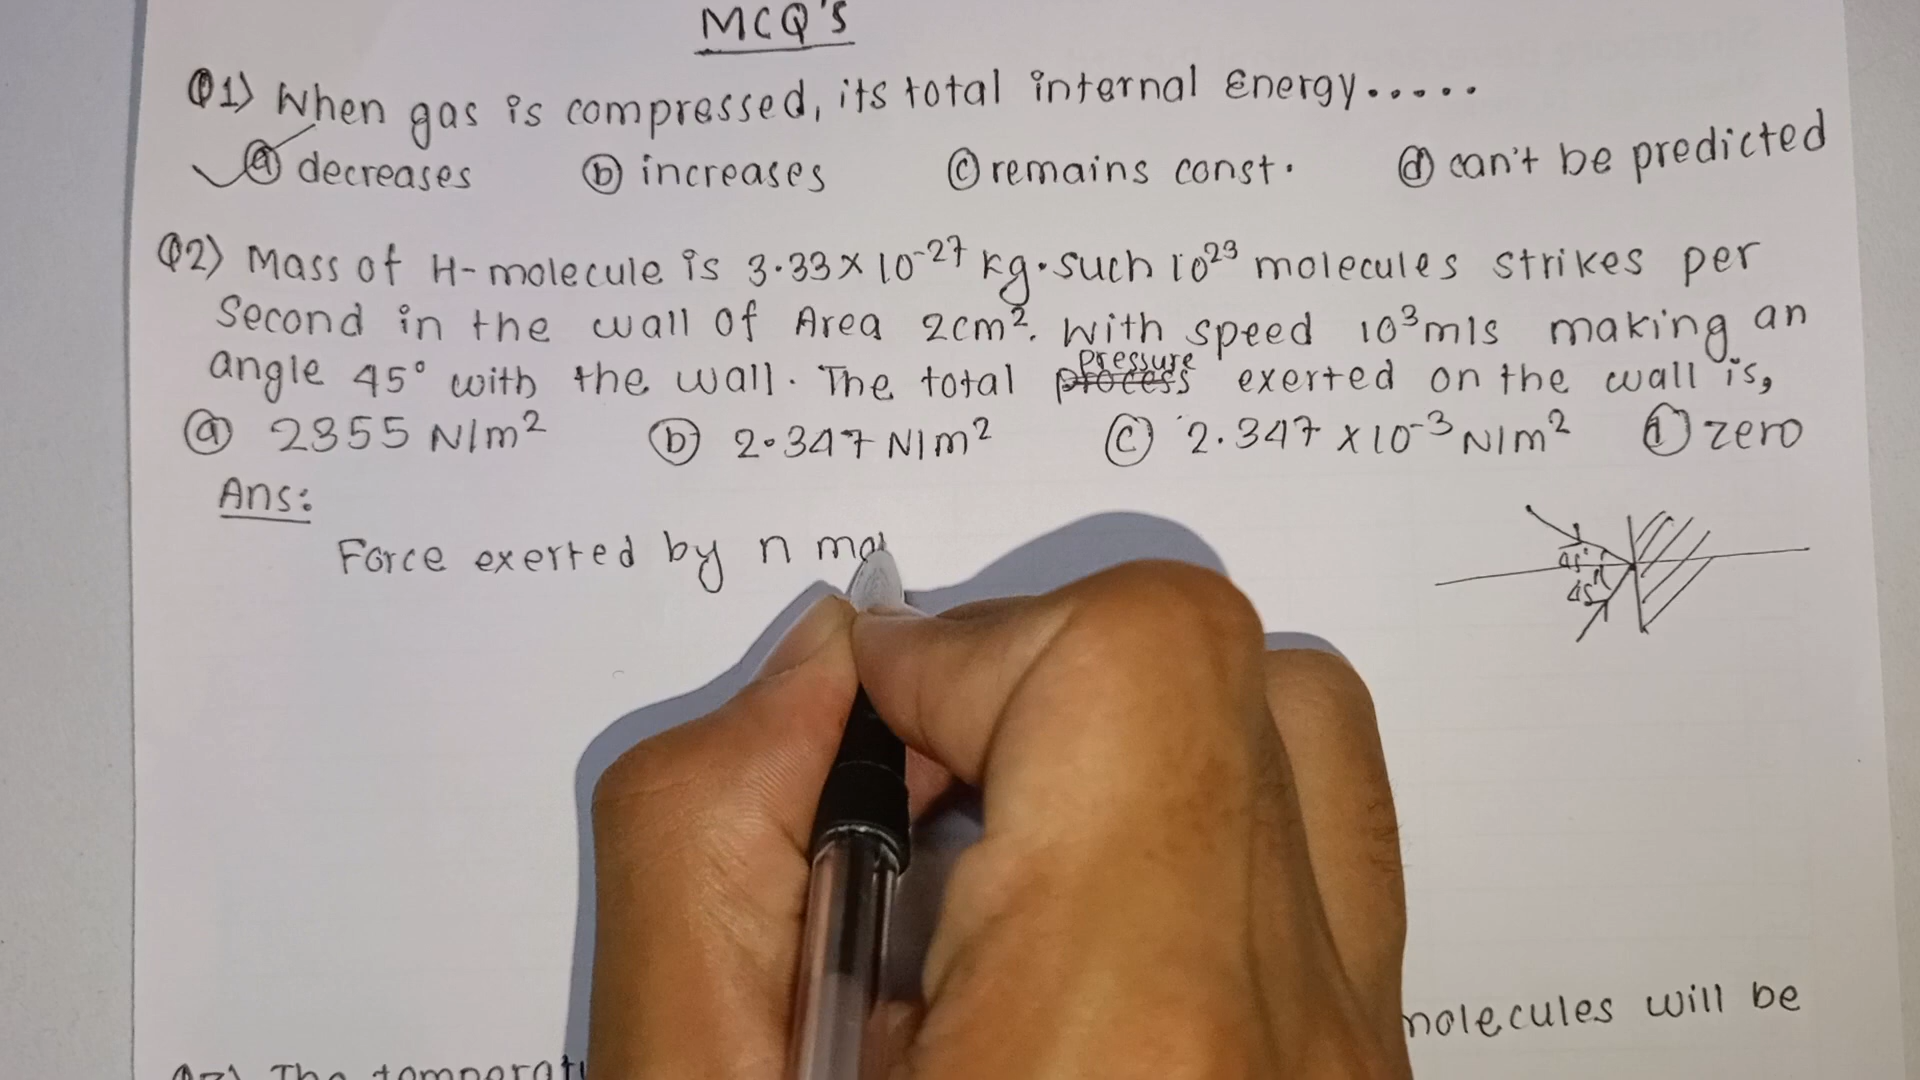 MCQ's
Q1) When gas is compressed, its total internal Energy.....
ⓐ decreases ⓑ increases ⓒ remains const. ⓓ can't be predicted
Q2) Mass of H-molecule is 3.33 x 10⁻²⁷ kg. such 10²³ molecules strikes per
Second in the wall of Area 2cm². With speed 10³m/s making an
angle 45° with the wall. The total pressure exerted on the wall is,
ⓐ 2355 N/m² ⓑ 2.347 N/m² ⓒ 2.347 x 10⁻³ N/m² ⓓ zero
Ans:
Force exerted by n mo
45°
45°
molecules will be
The